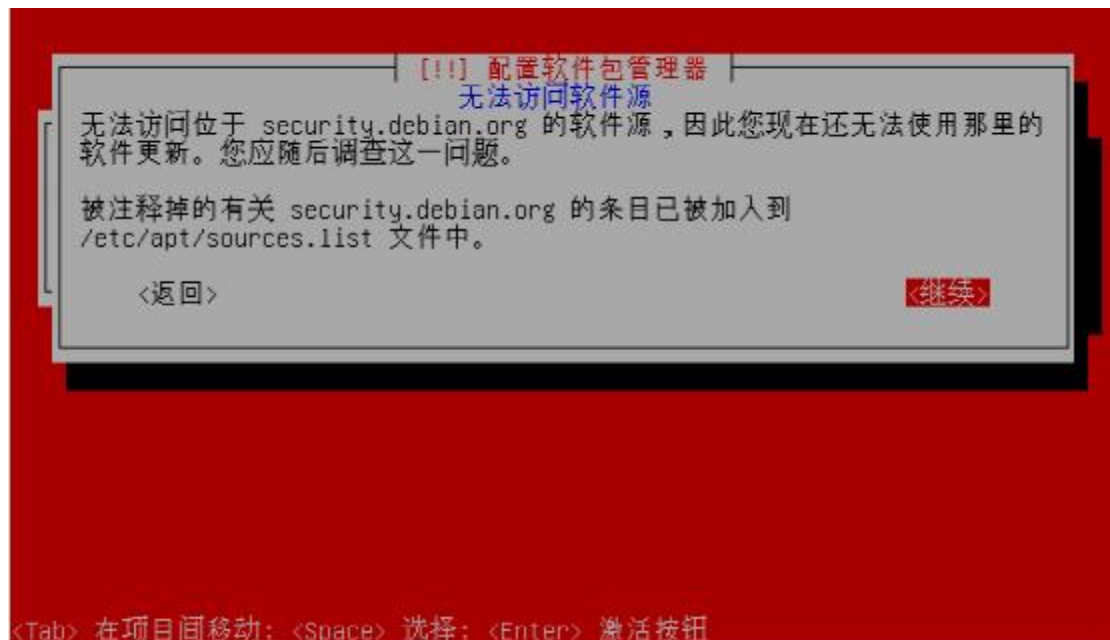 [!!] 配置软件包管理器
无法访问软件源
无法访问位于 security.debian.org 的软件源，因此您现在还无法使用那里的
软件更新。您应随后调查这一问题。
被注释掉的有关 security.debian.org 的条目已被加入到
/etc/apt/sources.list 文件中。
<返回> <继续>
<Tab> 在项目间移动; <Space> 选择; <Enter> 激活按钮